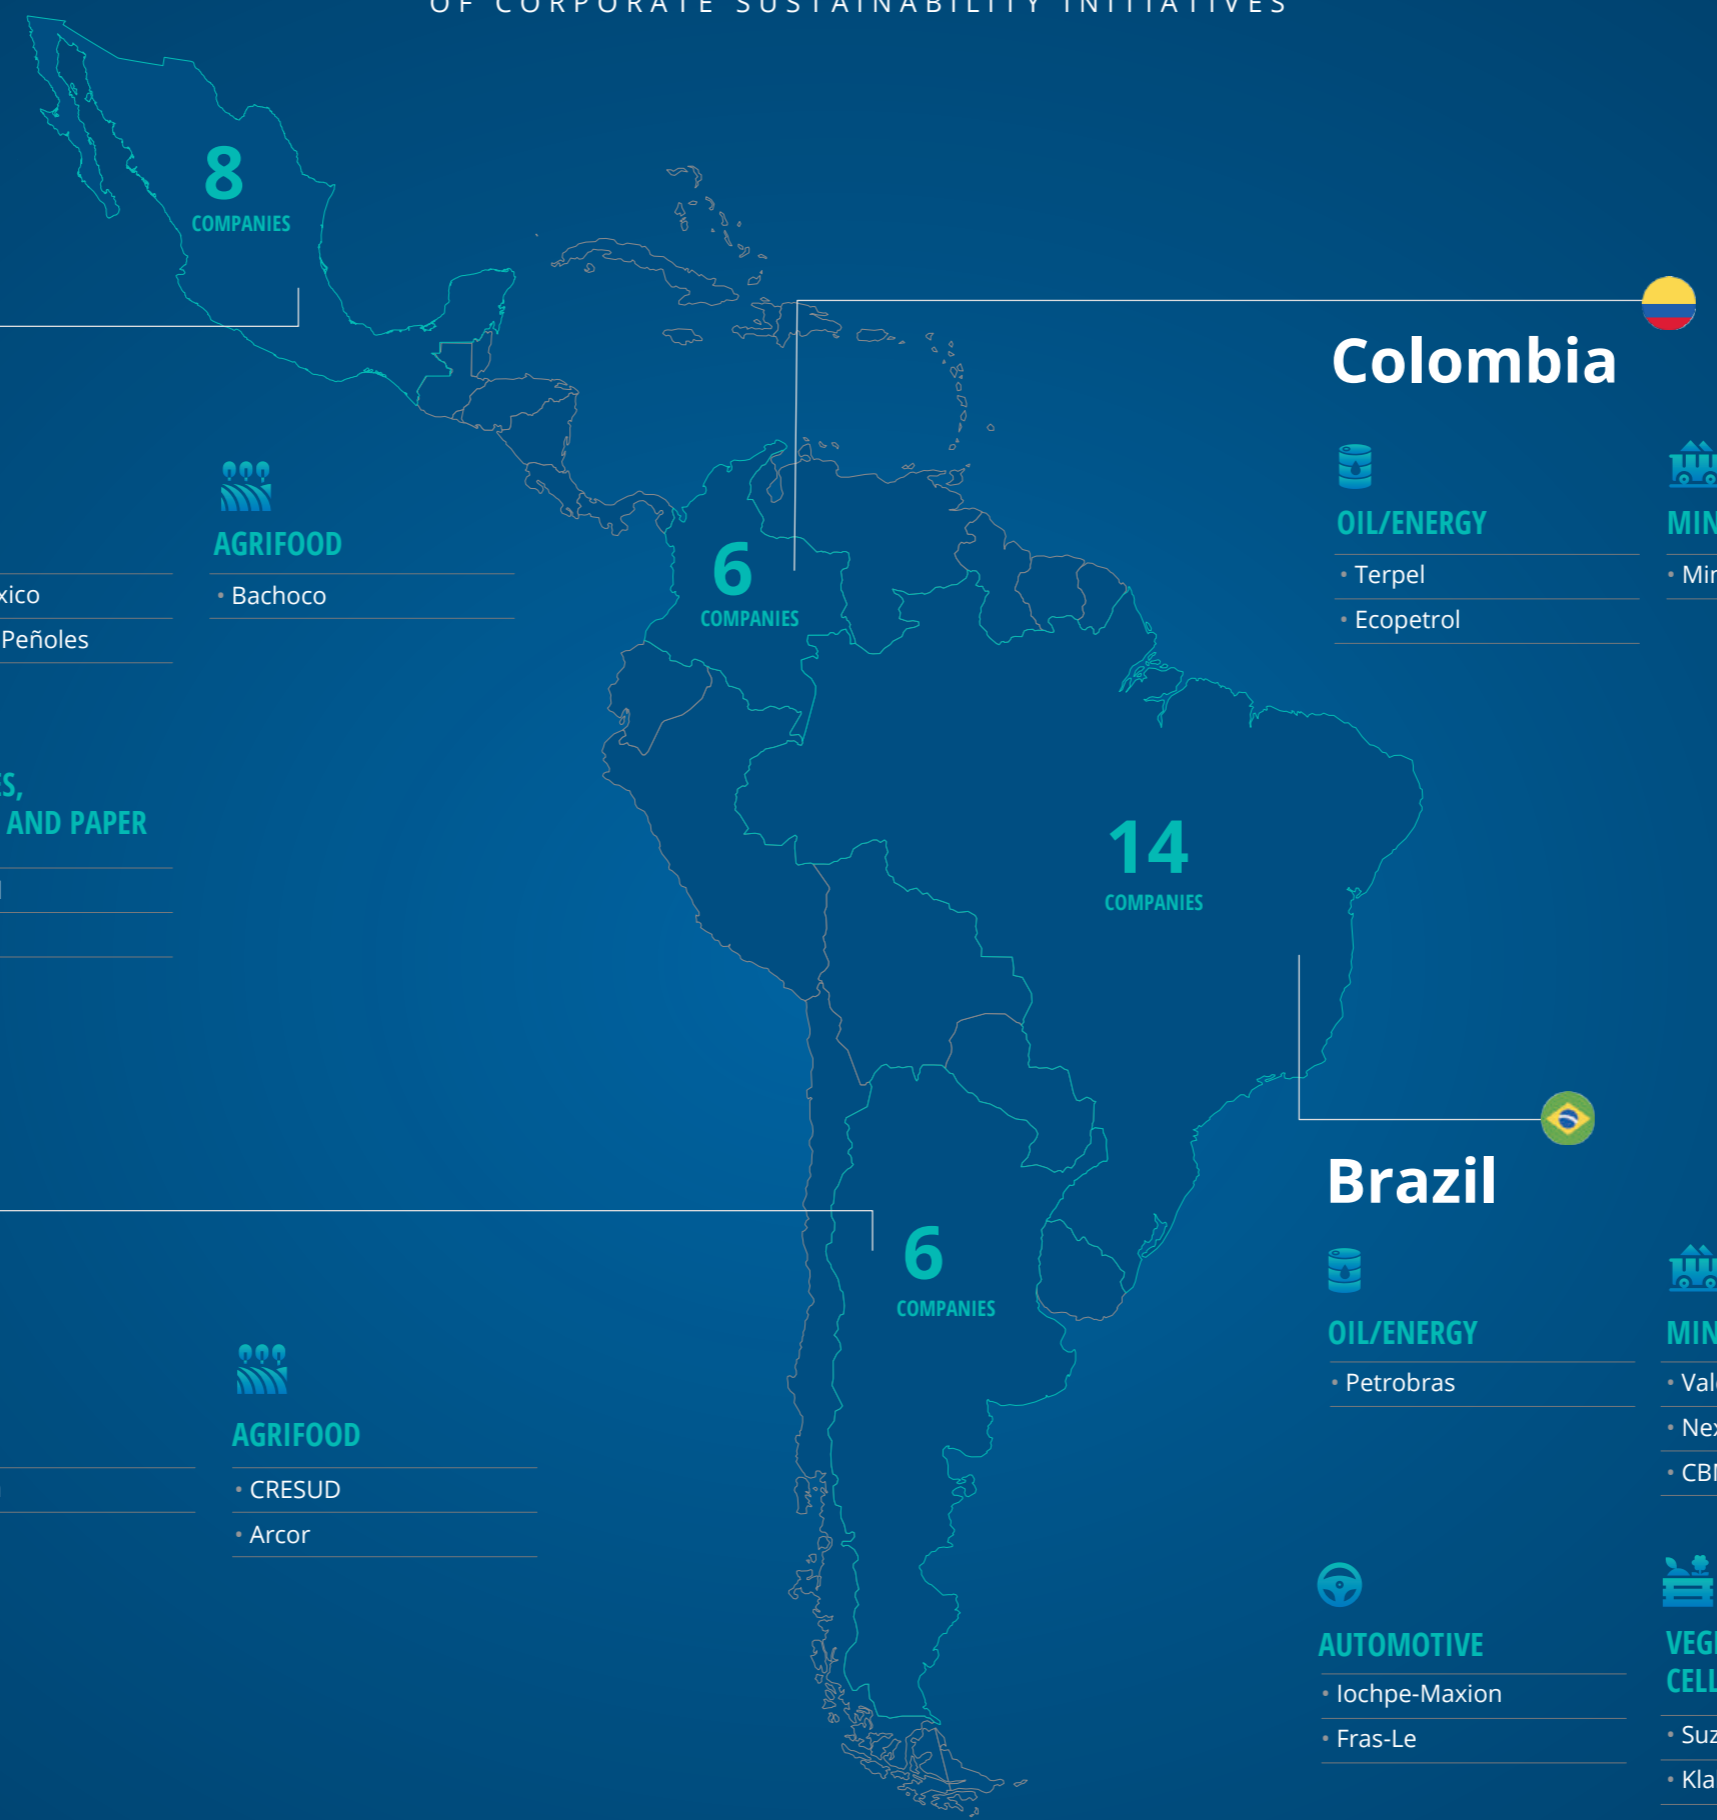 OF CORPORATE SUSTAINABILITY INITIATIVES
8
COMPANIES
AGRIFOOD
• Bachoco
Peñoles
AND PAPER
6
COMPANIES
14
COMPANIES
6
COMPANIES
AGRIFOOD
• CRESUD
• Arcor
Colombia
OIL/ENERGY
• Terpel
• Ecopetrol
Brazil
OIL/ENERGY
• Petrobras
AUTOMOTIVE
• Iochpe-Maxion
• Fras-Le